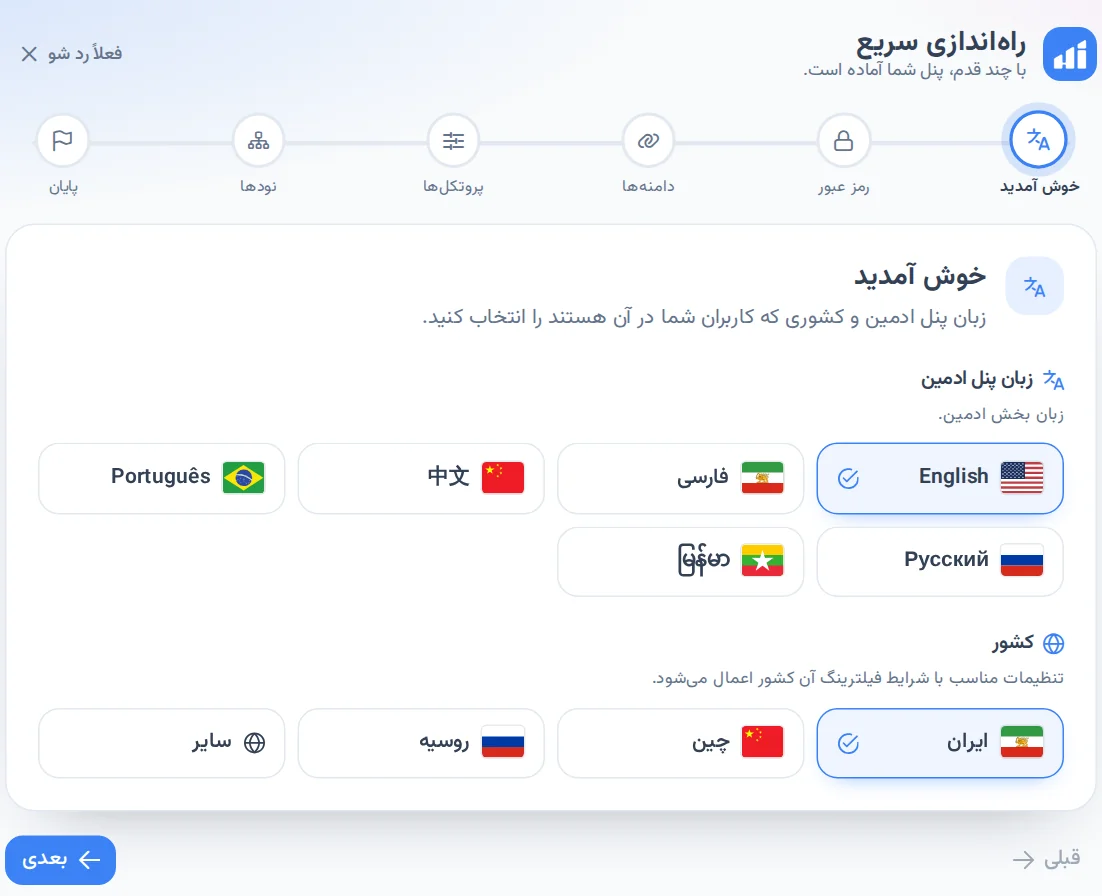 راه‌اندازی سریع
با چند قدم، پنل شما آماده است.
فعلاً رد شو
خوش آمدید
رمز عبور
دامنه‌ها
پروتکل‌ها
نودها
پایان
خوش آمدید
زبان پنل ادمین و کشوری که کاربران شما در آن هستند را انتخاب کنید.
زبان پنل ادمین
زبان بخش ادمین.
English
فارسی
中文
Português
Русский
မြန်မာ
کشور
تنظیمات مناسب با شرایط فیلترینگ آن کشور اعمال می‌شود.
ایران
چین
روسیه
سایر
قبلی
بعدی